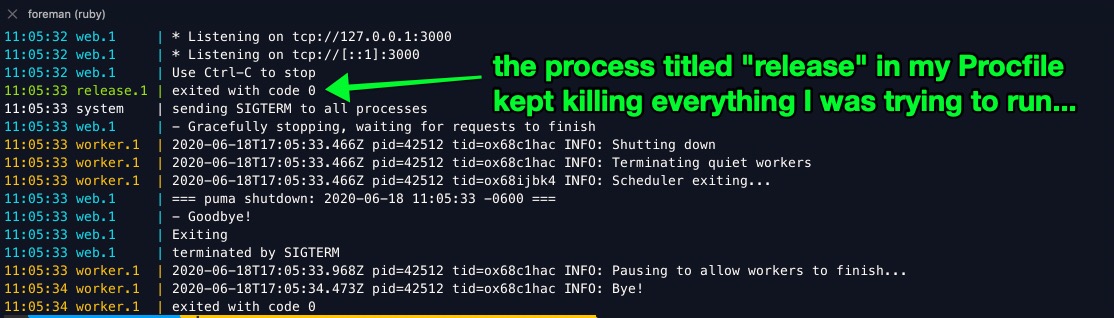 foreman (ruby)
11:05:32 web.1 | * Listening on tcp://127.0.0.1:3000
11:05:32 web.1 | * Listening on tcp://[::1]:3000
11:05:32 web.1 | Use Ctrl-C to stop
11:05:33 release.1 | exited with code 0
11:05:33 system | sending SIGTERM to all processes
11:05:33 web.1 | - Gracefully stopping, waiting for requests to finish
11:05:33 worker.1 | 2020-06-18T17:05:33.466Z pid=42512 tid=ox68c1hac INFO: Shutting down
11:05:33 worker.1 | 2020-06-18T17:05:33.466Z pid=42512 tid=ox68c1hac INFO: Terminating quiet workers
11:05:33 worker.1 | 2020-06-18T17:05:33.466Z pid=42512 tid=ox68ijbk4 INFO: Scheduler exiting...
11:05:33 web.1 | === puma shutdown: 2020-06-18 11:05:33 -0600 ===
11:05:33 web.1 | - Goodbye!
11:05:33 web.1 | Exiting
11:05:33 web.1 | terminated by SIGTERM
11:05:33 worker.1 | 2020-06-18T17:05:33.968Z pid=42512 tid=ox68c1hac INFO: Pausing to allow workers to finish...
11:05:34 worker.1 | 2020-06-18T17:05:34.473Z pid=42512 tid=ox68c1hac INFO: Bye!
11:05:34 worker.1 | exited with code 0
the process titled "release" in my Procfile
kept killing everything I was trying to run...